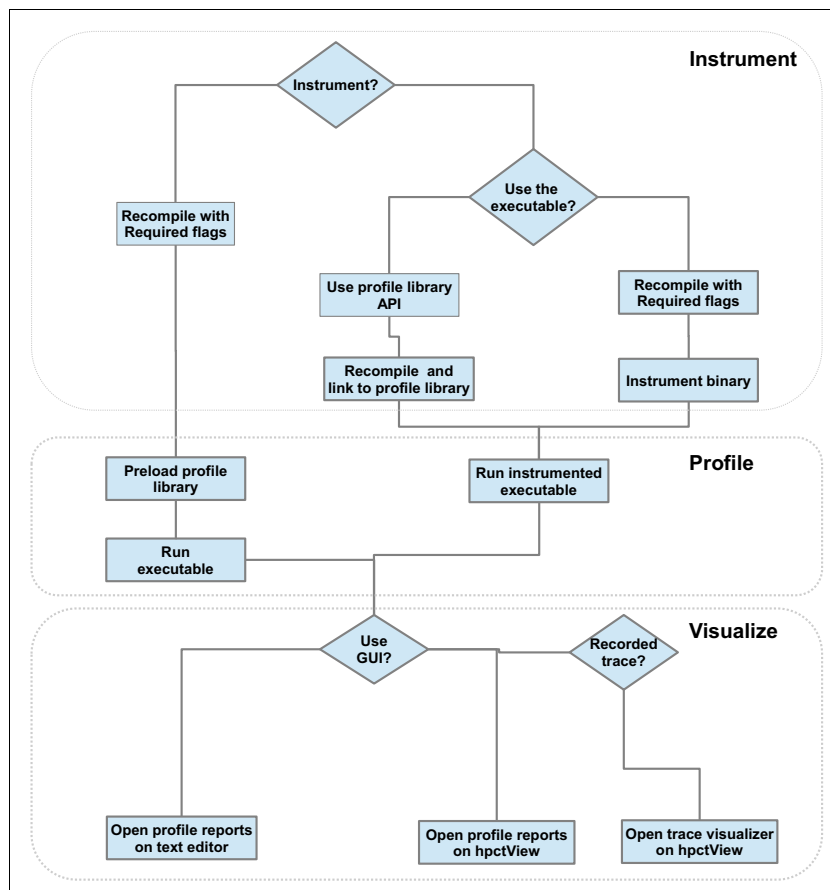 Instrument
Instrument?
Use the
executable?
Recompile with
Required flags
Use profile library
API
Recompile with
Required flags
Recompile and
link to profile library
Instrument binary
Profile
Preload profile
library
Run instrumented
executable
Run
executable
Visualize
Use
GUI?
Recorded
trace?
Open profile reports
on text editor
Open profile reports
on hpctView
Open trace visualizer
on hpctView